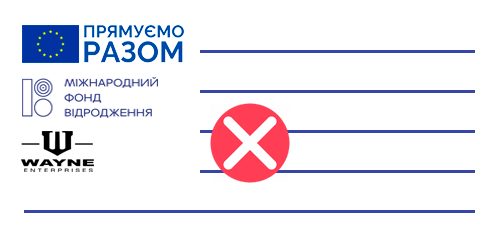 ПРЯМУЄМО
РАЗОМ
МІЖНАРОДНИЙ
ФОНД
ВІДРОДЖЕННЯ
WAYNE
ENTERPRISES